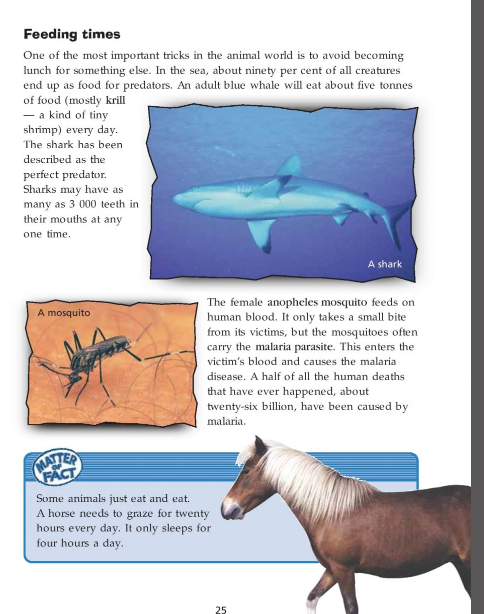 Feeding times
One of the most important tricks in the animal world is to avoid becoming
lunch for something else. In the sea, about ninety per cent of all creatures
end up as food for predators. An adult blue whale will eat about five tonnes
of food (mostly krill
— a kind of tiny
shrimp) every day.
The shark has been
described as the
perfect predator.
Sharks may have as
many as 3 000 teeth in
their mouths at any
one time.
A shark
A mosquito
The female anopheles mosquito feeds on
human blood. It only takes a small bite
from its victims, but the mosquitoes often
carry the malaria parasite. This enters the
victim's blood and causes the malaria
disease. A half of all the human deaths
that have ever happened, about
twenty-six billion, have been caused by
malaria.
MATTER
OF
FACT
Some animals just eat and eat.
A horse needs to graze for twenty
hours every day. It only sleeps for
four hours a day.
25